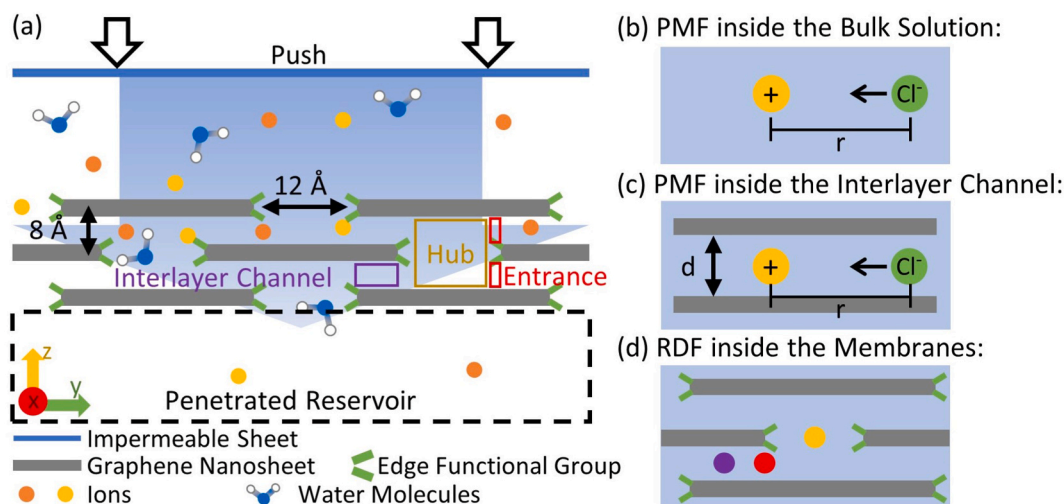 (a)
Push
12 Å
8 Å
Hub
Interlayer Channel
Entrance
z
y
x
Penetrated Reservoir
Impermeable Sheet
Graphene Nanosheet
Edge Functional Group
Ions
Water Molecules
(b) PMF inside the Bulk Solution:
+
Cl⁻
r
(c) PMF inside the Interlayer Channel:
d
+
Cl⁻
r
(d) RDF inside the Membranes: